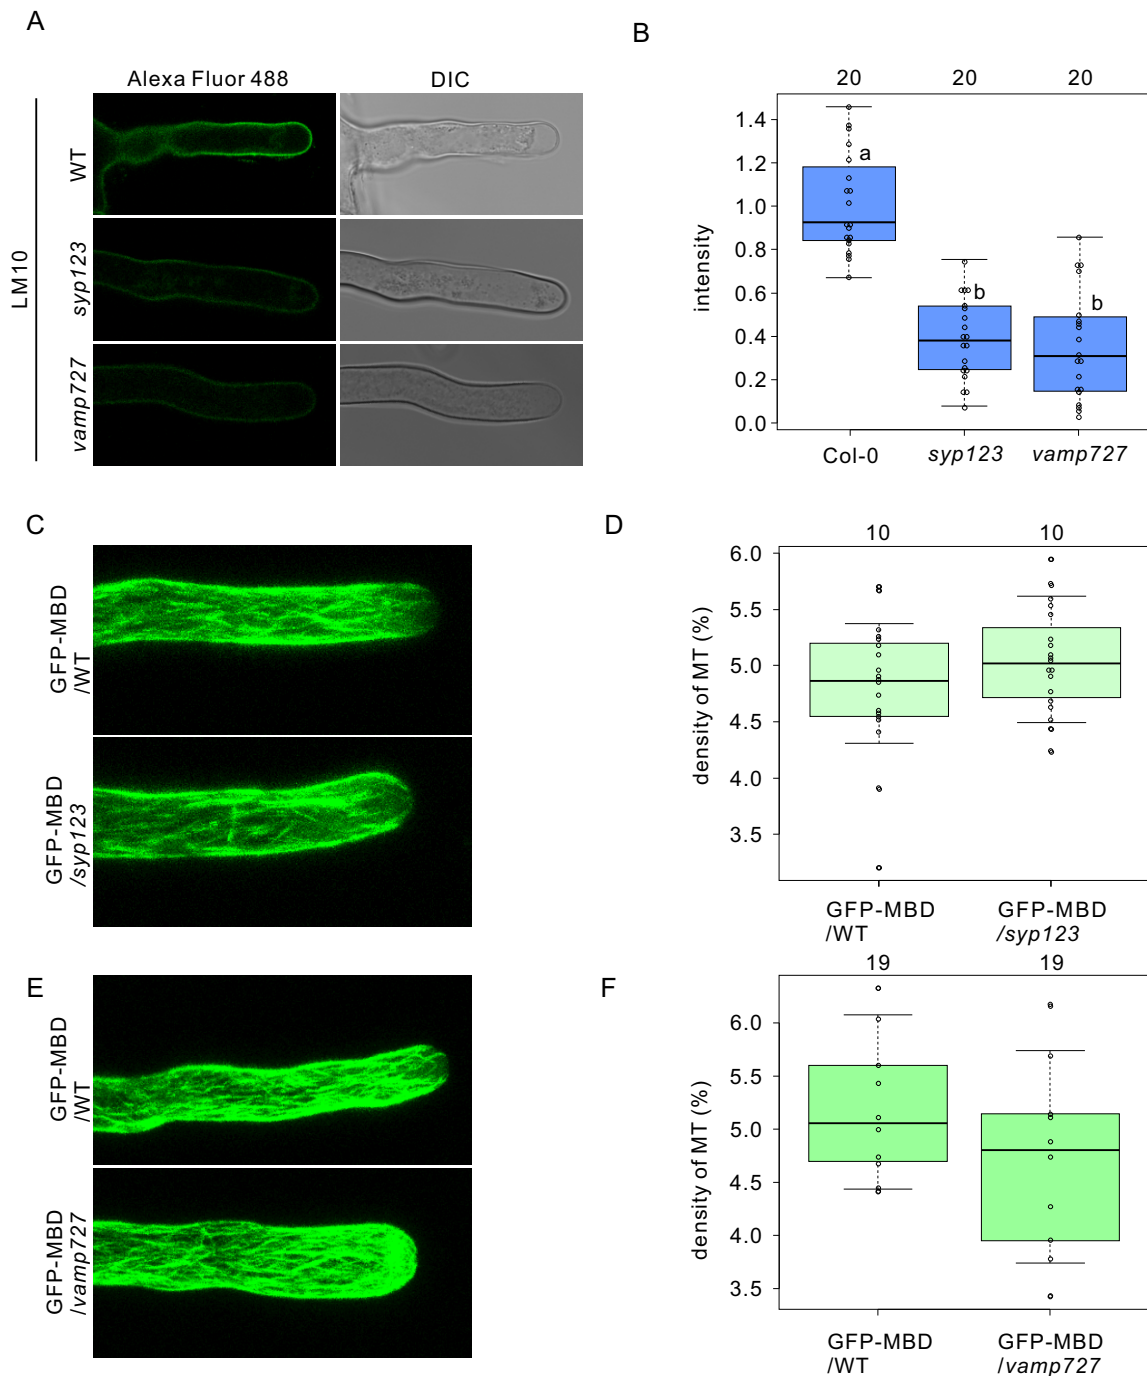 A
Alexa Fluor 488
DIC
LM10
WT
syp123
vamp727
B
20
20
20
1.4
1.2
1.0
0.8
0.6
0.4
0.2
0.0
intensity
a
b
b
Col-0
syp123
vamp727
C
GFP-MBD
/WT
GFP-MBD
/syp123
D
10
10
6.0
5.5
5.0
4.5
4.0
3.5
density of MT (%)
GFP-MBD
/WT
GFP-MBD
/syp123
E
GFP-MBD
/WT
GFP-MBD
/vamp727
F
19
19
6.0
5.5
5.0
4.5
4.0
3.5
density of MT (%)
GFP-MBD
/WT
GFP-MBD
/vamp727